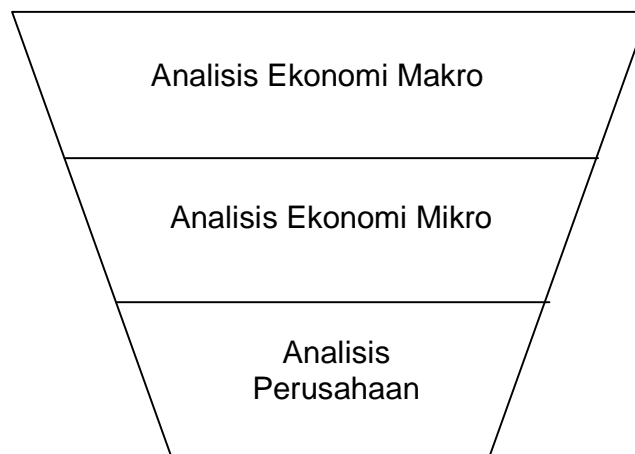 Analisis Ekonomi Makro
Analisis Ekonomi Mikro
Analisis
Perusahaan